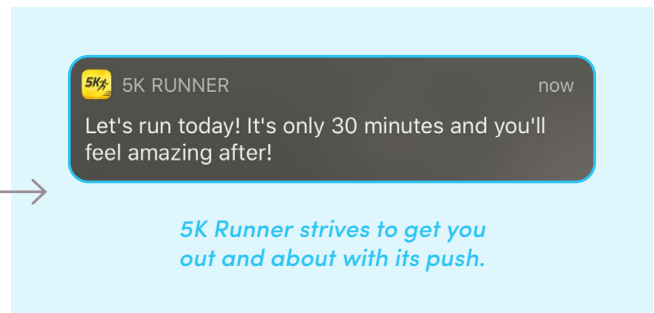 5K
5K RUNNER
now
Let's run today! It's only 30 minutes and you'll
feel amazing after!
5K Runner strives to get you
out and about with its push.